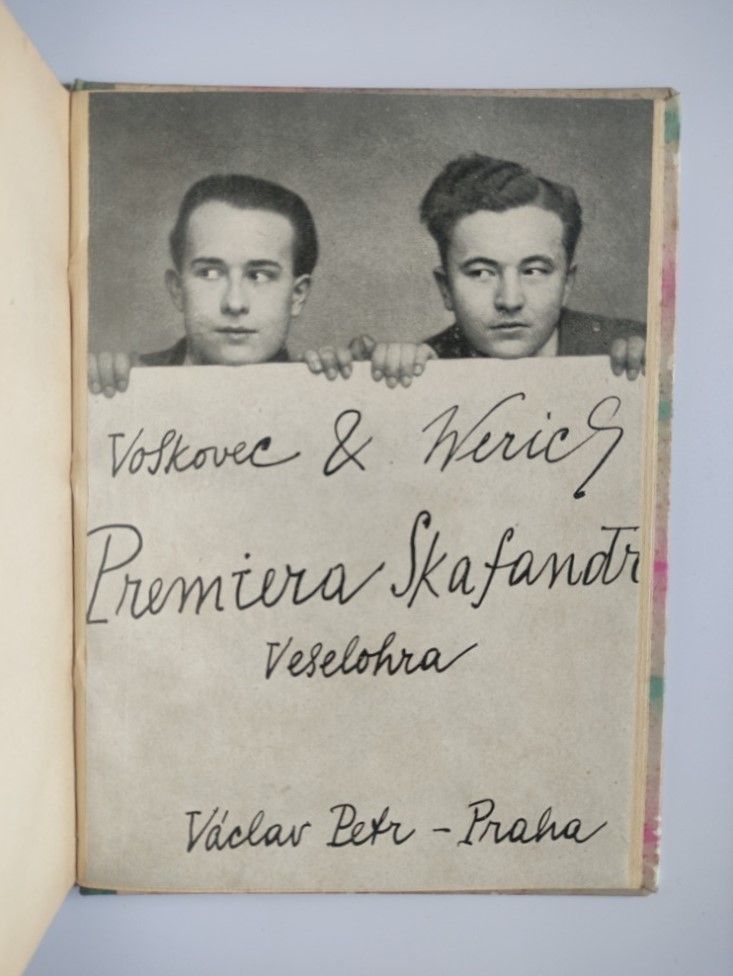 Voskovec & Werich
Premiera Skafandr
Veselohra
Václav Petr - Praha